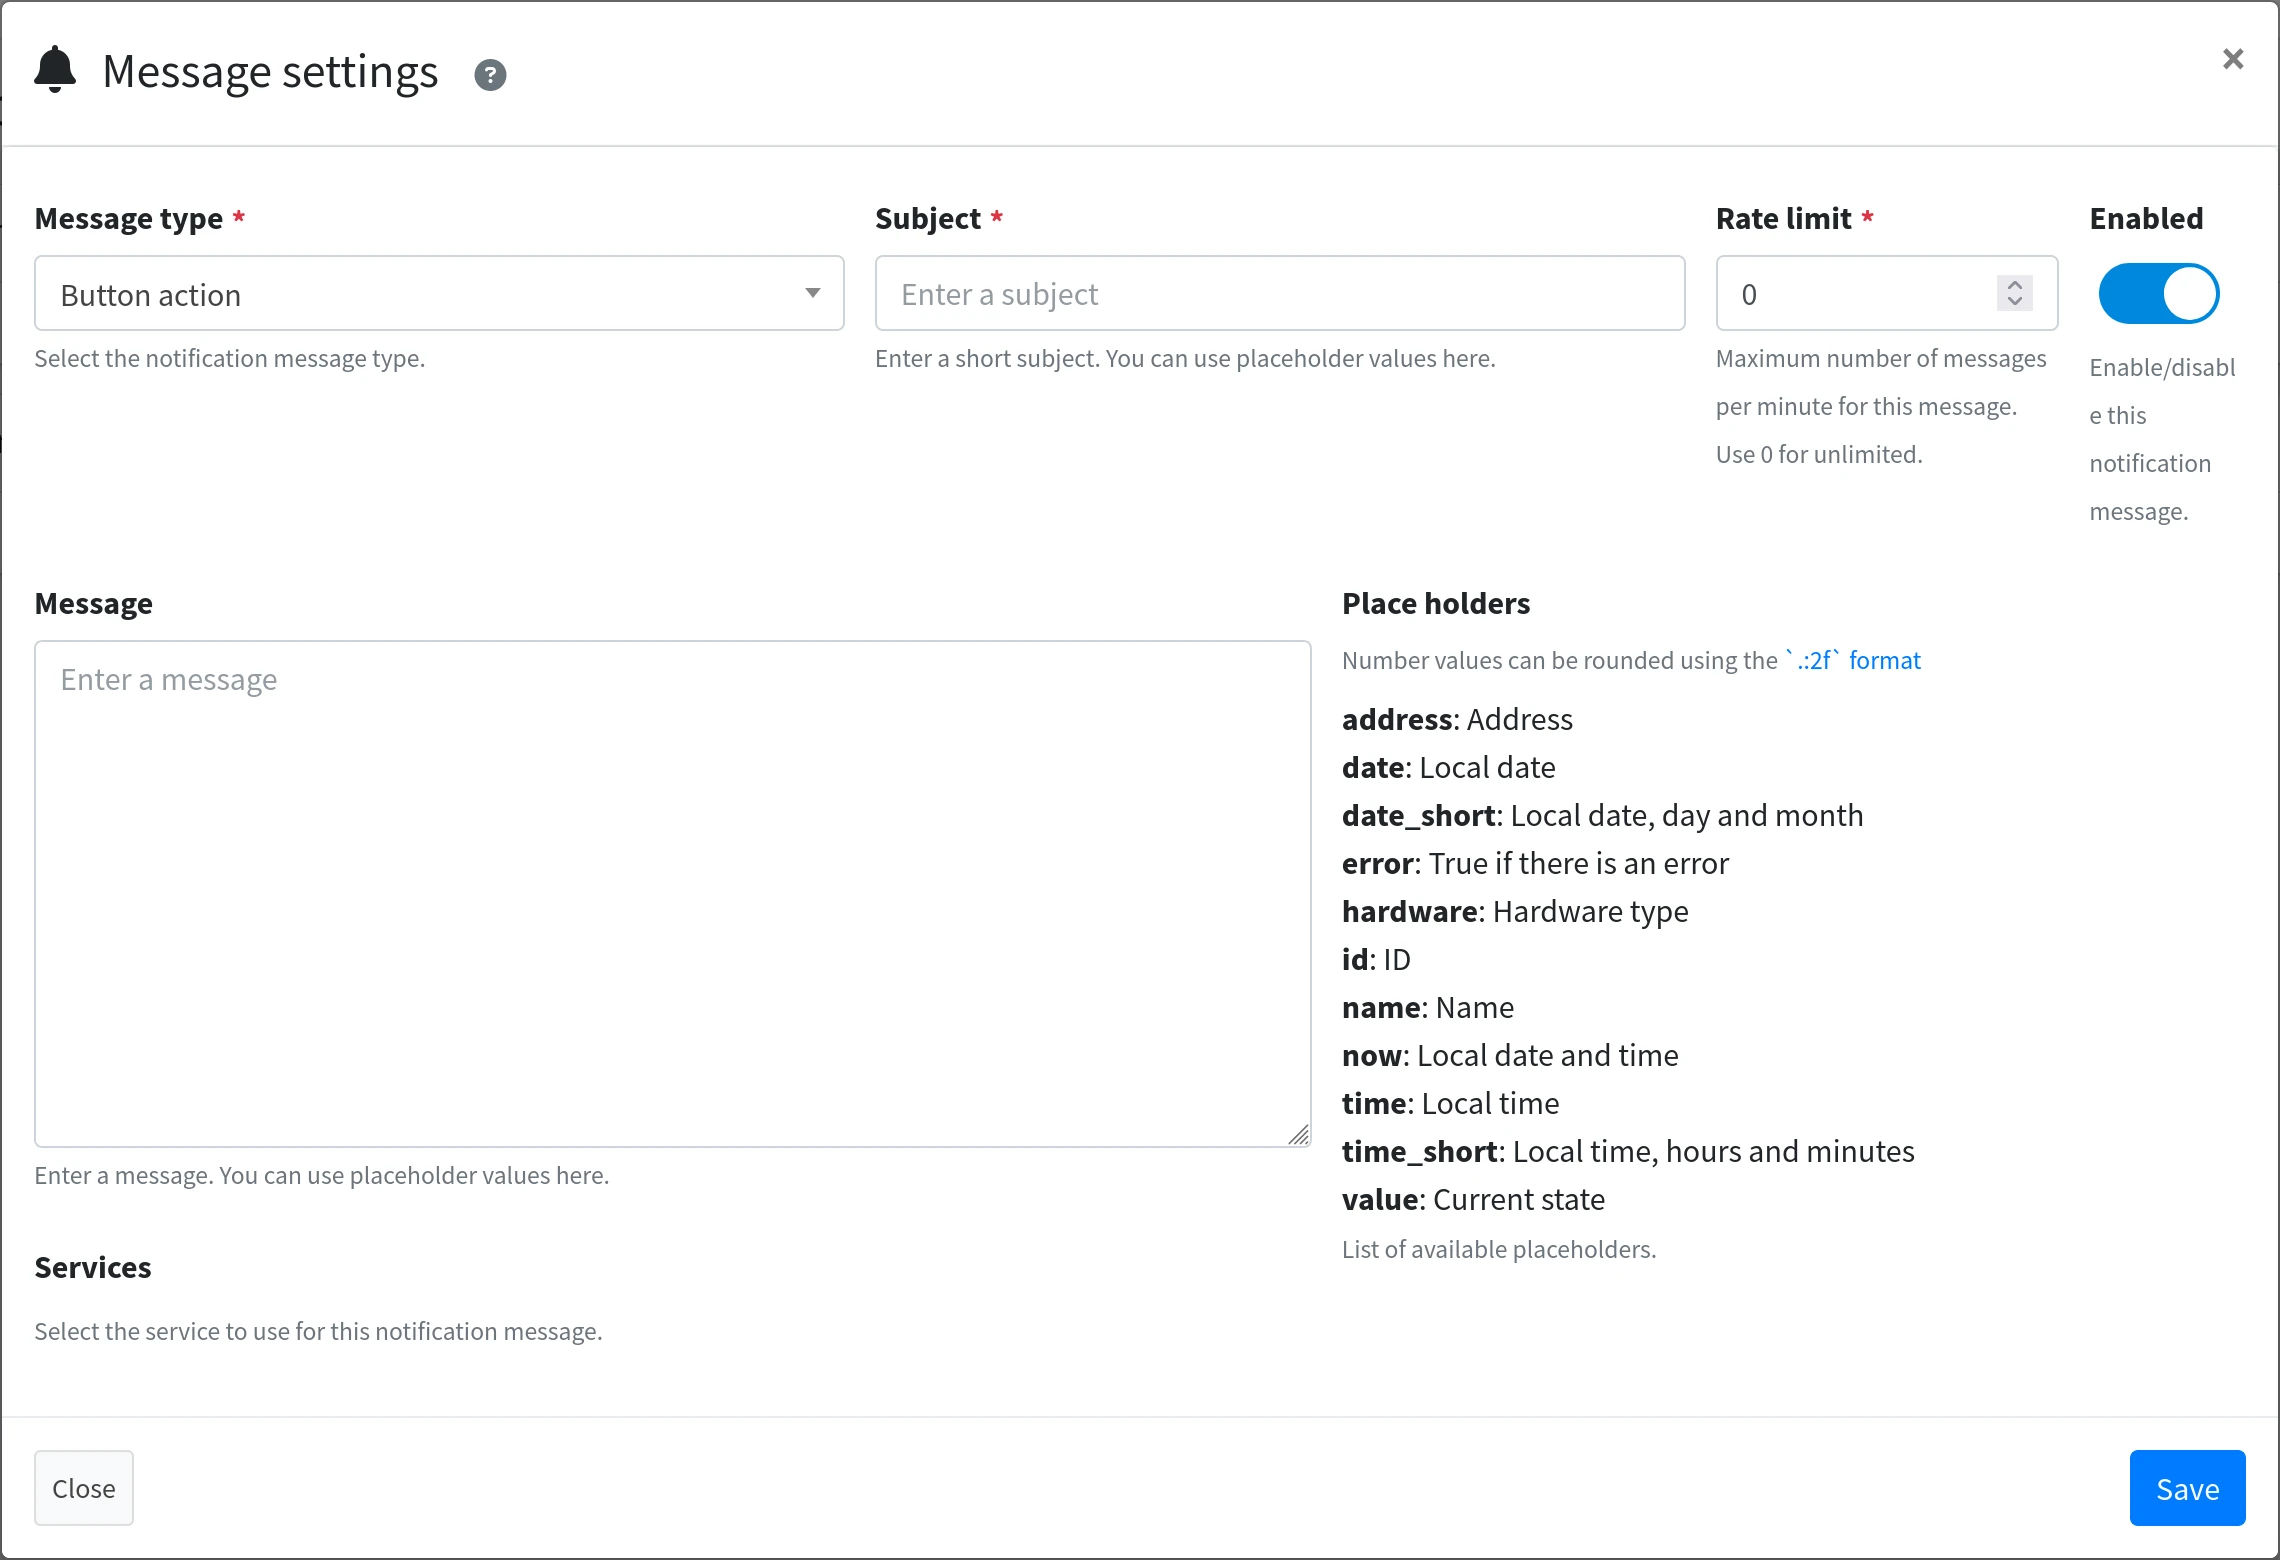 Message settings
Message type *
Button action
Select the notification message type.
Subject *
Enter a subject
Enter a short subject. You can use placeholder values here.
Rate limit *
0
Maximum number of messages
per minute for this message.
Use 0 for unlimited.
Enabled
Enable/disabl
e this
notification
message.
Message
Enter a message
Enter a message. You can use placeholder values here.
Services
Select the service to use for this notification message.
Place holders
Number values can be rounded using the `.:2f` format
address: Address
date: Local date
date_short: Local date, day and month
error: True if there is an error
hardware: Hardware type
id: ID
name: Name
now: Local date and time
time: Local time
time_short: Local time, hours and minutes
value: Current state
List of available placeholders.
Close
Save